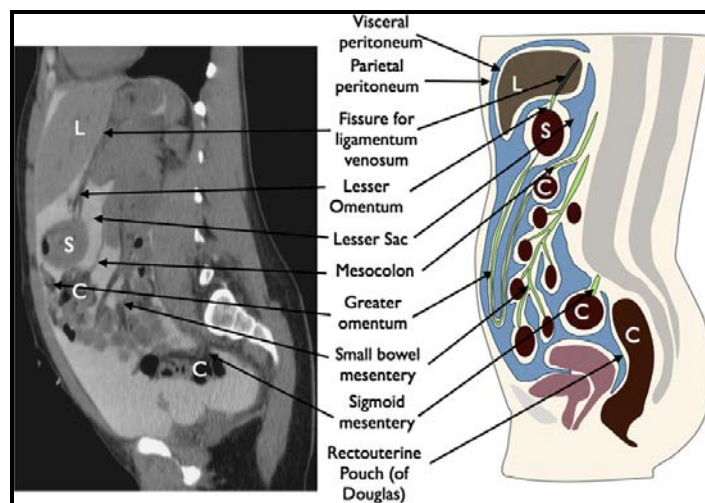 Visceral
peritoneum
Parietal
peritoneum
Fissure for
ligamentum
venosum
Lesser
Omentum
Lesser Sac
Mesocolon
Greater
omentum
Small bowel
mesentery
Sigmoid
mesentery
Rectouterine
Pouch (of
Douglas)
L
S
C
C
L
S
C
C
C